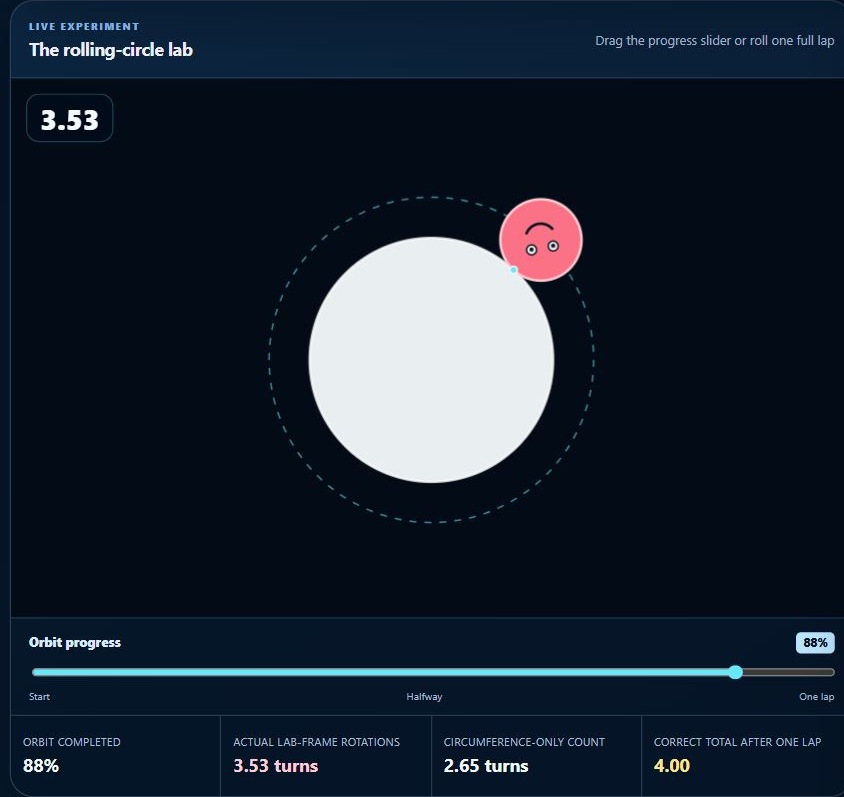 LIVE EXPERIMENT
The rolling-circle lab
Drag the progress slider or roll one full lap
3.53
Orbit progress
88%
Start
Halfway
One lap
ORBIT COMPLETED
88%
ACTUAL LAB-FRAME ROTATIONS
3.53 turns
CIRCUMFERENCE-ONLY COUNT
2.65 turns
CORRECT TOTAL AFTER ONE LAP
4.00